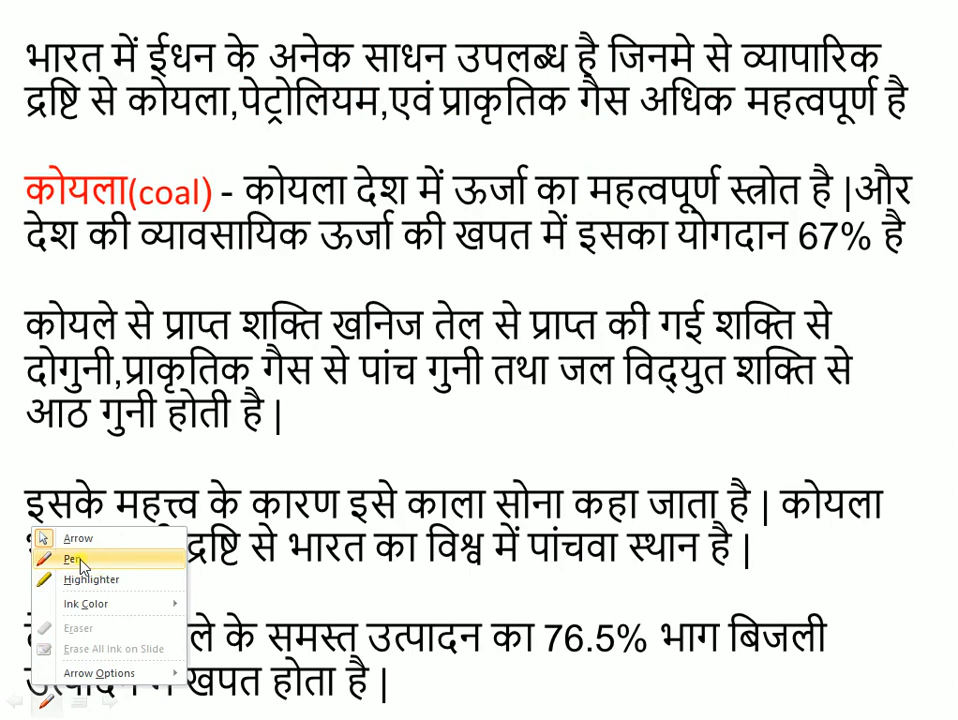 भारत में ईधन के अनेक साधन उपलब्ध है जिनमे से व्यापारिक
द्रष्टि से कोयला,पेट्रोलियम,एवं प्राकृतिक गैस अधिक महत्वपूर्ण है
कोयला(coal) - कोयला देश में ऊर्जा का महत्वपूर्ण स्त्रोत है |और
देश की व्यावसायिक ऊर्जा की खपत में इसका योगदान 67% है
कोयले से प्राप्त शक्ति खनिज तेल से प्राप्त की गई शक्ति से
दोगुनी,प्राकृतिक गैस से पांच गुनी तथा जल विद्युत शक्ति से
आठ गुनी होती है |
इसके महत्त्व के कारण इसे काला सोना कहा जाता है | कोयला
द्रष्टि से भारत का विश्व में पांचवा स्थान है |
के समस्त उत्पादन का 76.5% भाग बिजली
खपत होता है |
Arrow
Pen
Highlighter
Ink Color
Eraser
Erase All Ink on Slide
Arrow Options